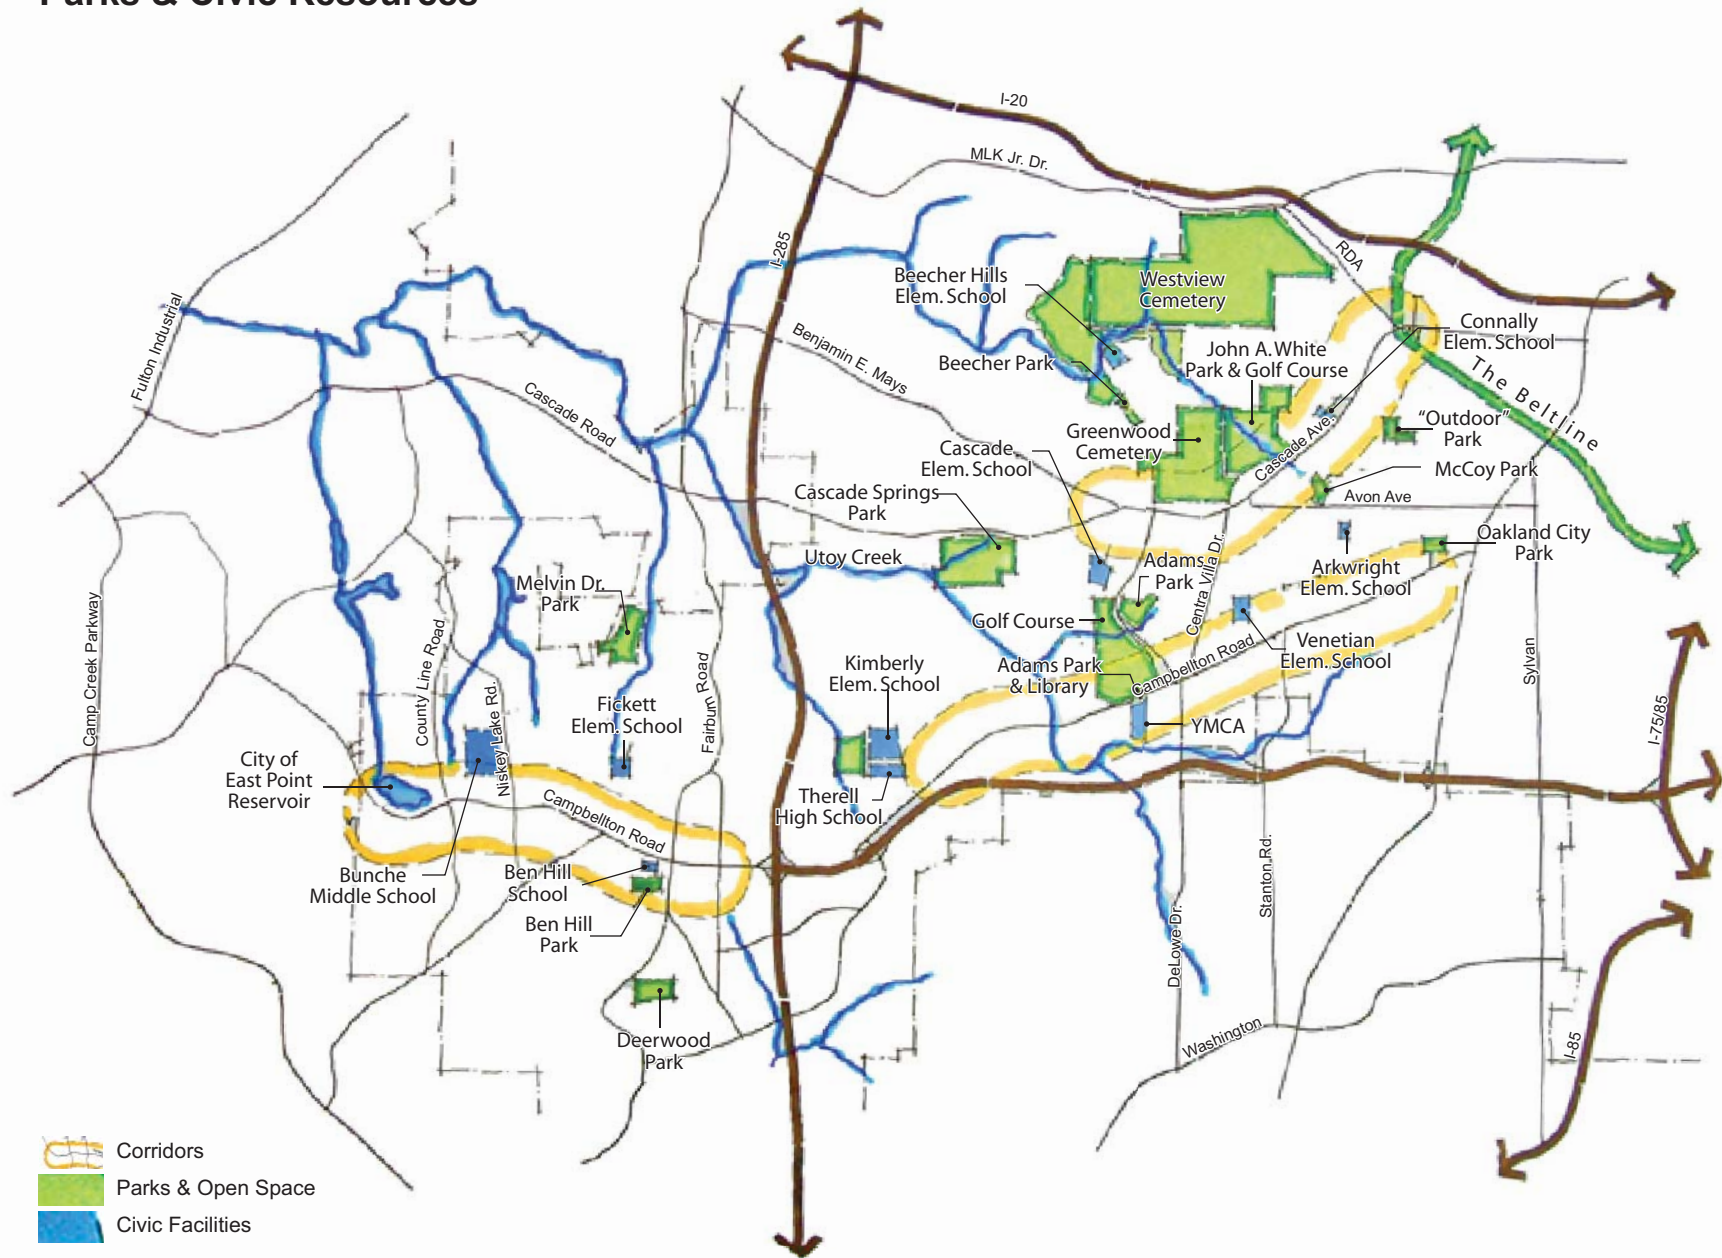 Parks & Civic Resources
I-20
MLK Jr. Dr.
I-285
RDA
Fulton Industrial
Beecher Hills
Elem. School
Westview
Cemetery
Connally
Elem. School
Benjamin E. Mays
John A. White
Park & Golf Course
Beecher Park
The Beltline
Cascade Road
Greenwood
Cemetery
Cascade Ave.
"Outdoor"
Park
Cascade
Elem. School
McCoy Park
Cascade Springs
Park
Avon Ave
Oakland City
Park
Utoy Creek
Adams
Park
Centra Villa Dr.
Arkwright
Elem. School
Melvin Dr.
Park
Golf Course
Camp Creek Parkway
County Line Road
Venetian
Elem. School
Kimberly
Elem. School
Adams Park
& Library
Campbellton Road
Sylvan
Fairburn Road
Niskey Lake Rd.
Fickett
Elem. School
YMCA
I-75/85
City of
East Point
Reservoir
Therell
High School
Campbellton Road
Bunche
Middle School
Ben Hill
School
Stanton Rd.
Ben Hill
Park
DeLowe Dr.
Deerwood
Park
Washington
I-85
Corridors
Parks & Open Space
Civic Facilities